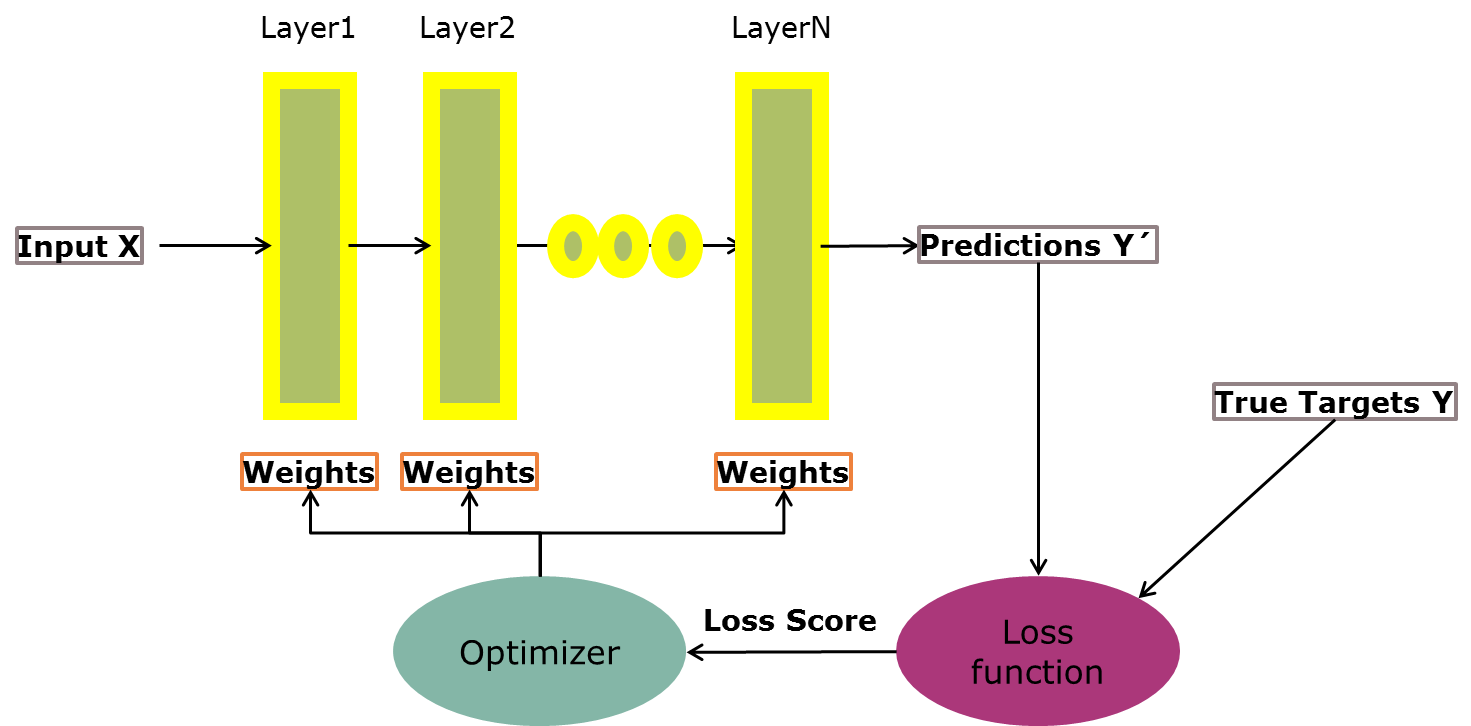 Layer1
Layer2
LayerN
Input X
Predictions Y´
True Targets Y
Weights
Weights
Weights
Loss Score
Optimizer
Loss
function